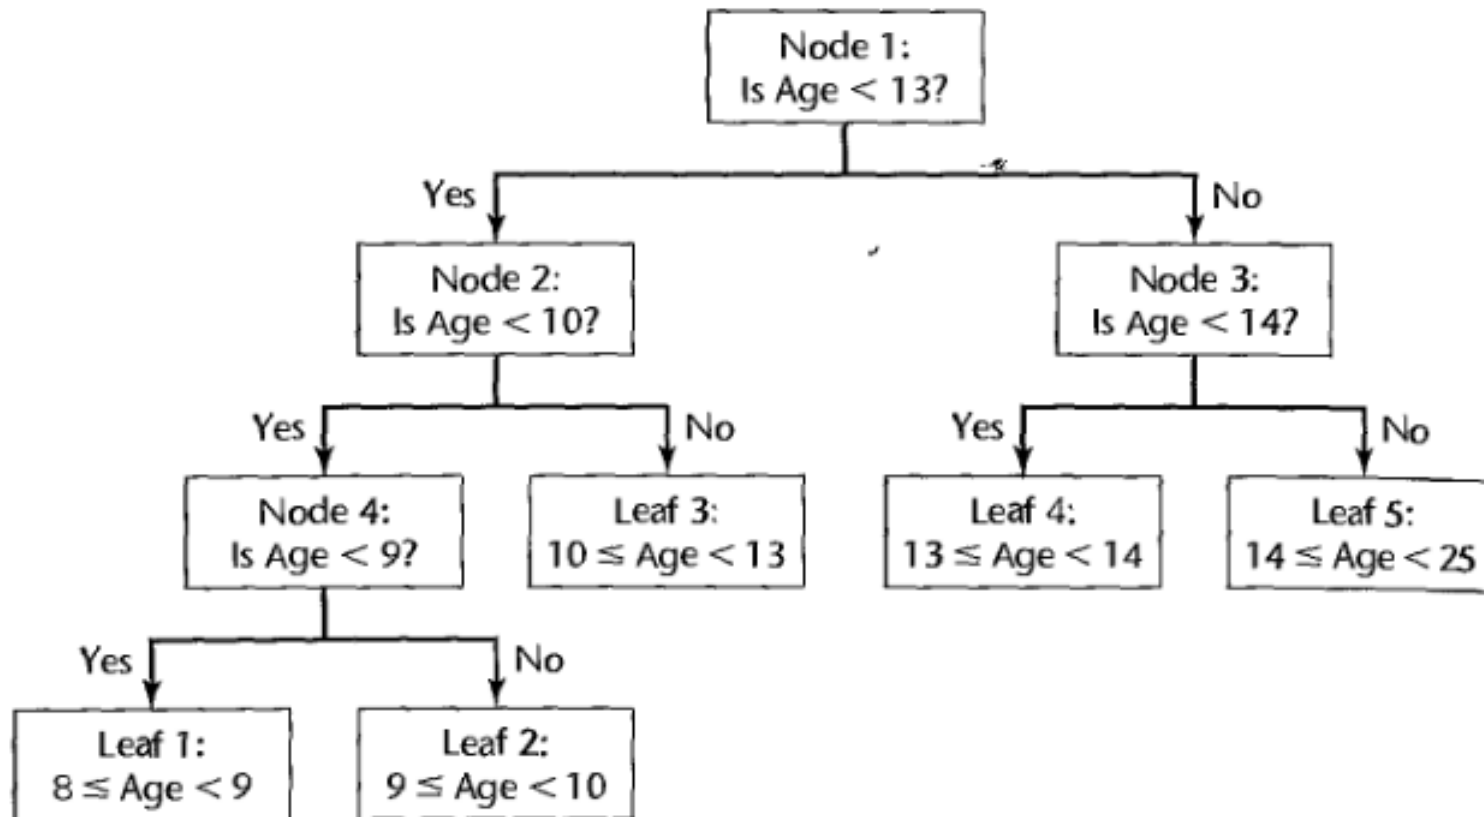 Node 1:
Is Age < 13?
Yes
No
Node 2:
Is Age < 10?
Node 3:
Is Age < 14?
Yes
No
Yes
No
Node 4:
Is Age < 9?
Leaf 3:
10 ≤ Age < 13
Leaf 4:
13 ≤ Age < 14
Leaf 5:
14 ≤ Age < 25
Yes
No
Leaf 1:
8 ≤ Age < 9
Leaf 2:
9 ≤ Age < 10